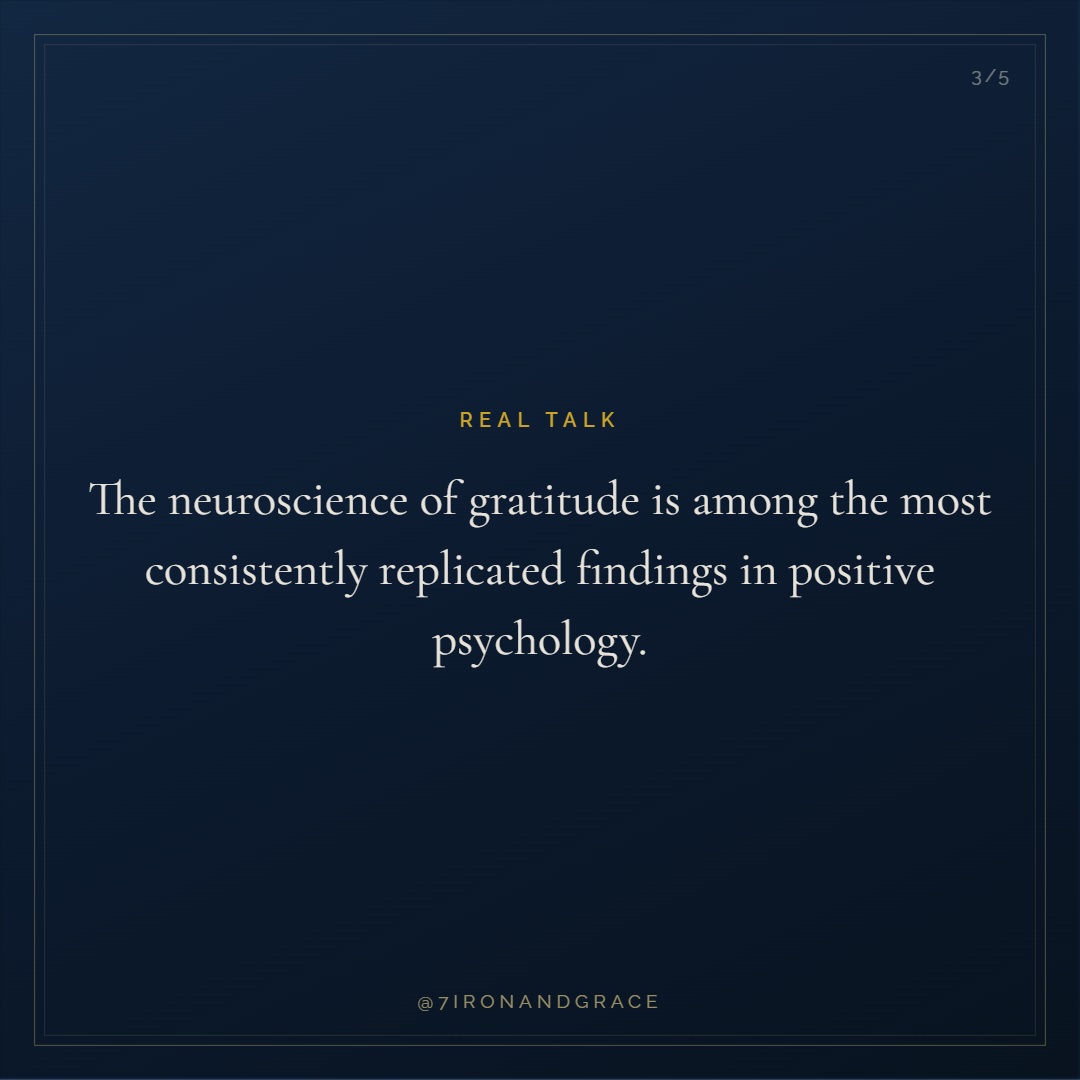 3/5
REAL TALK
The neuroscience of gratitude is among the most
consistently replicated findings in positive
psychology.
@7IRONANDGRACE